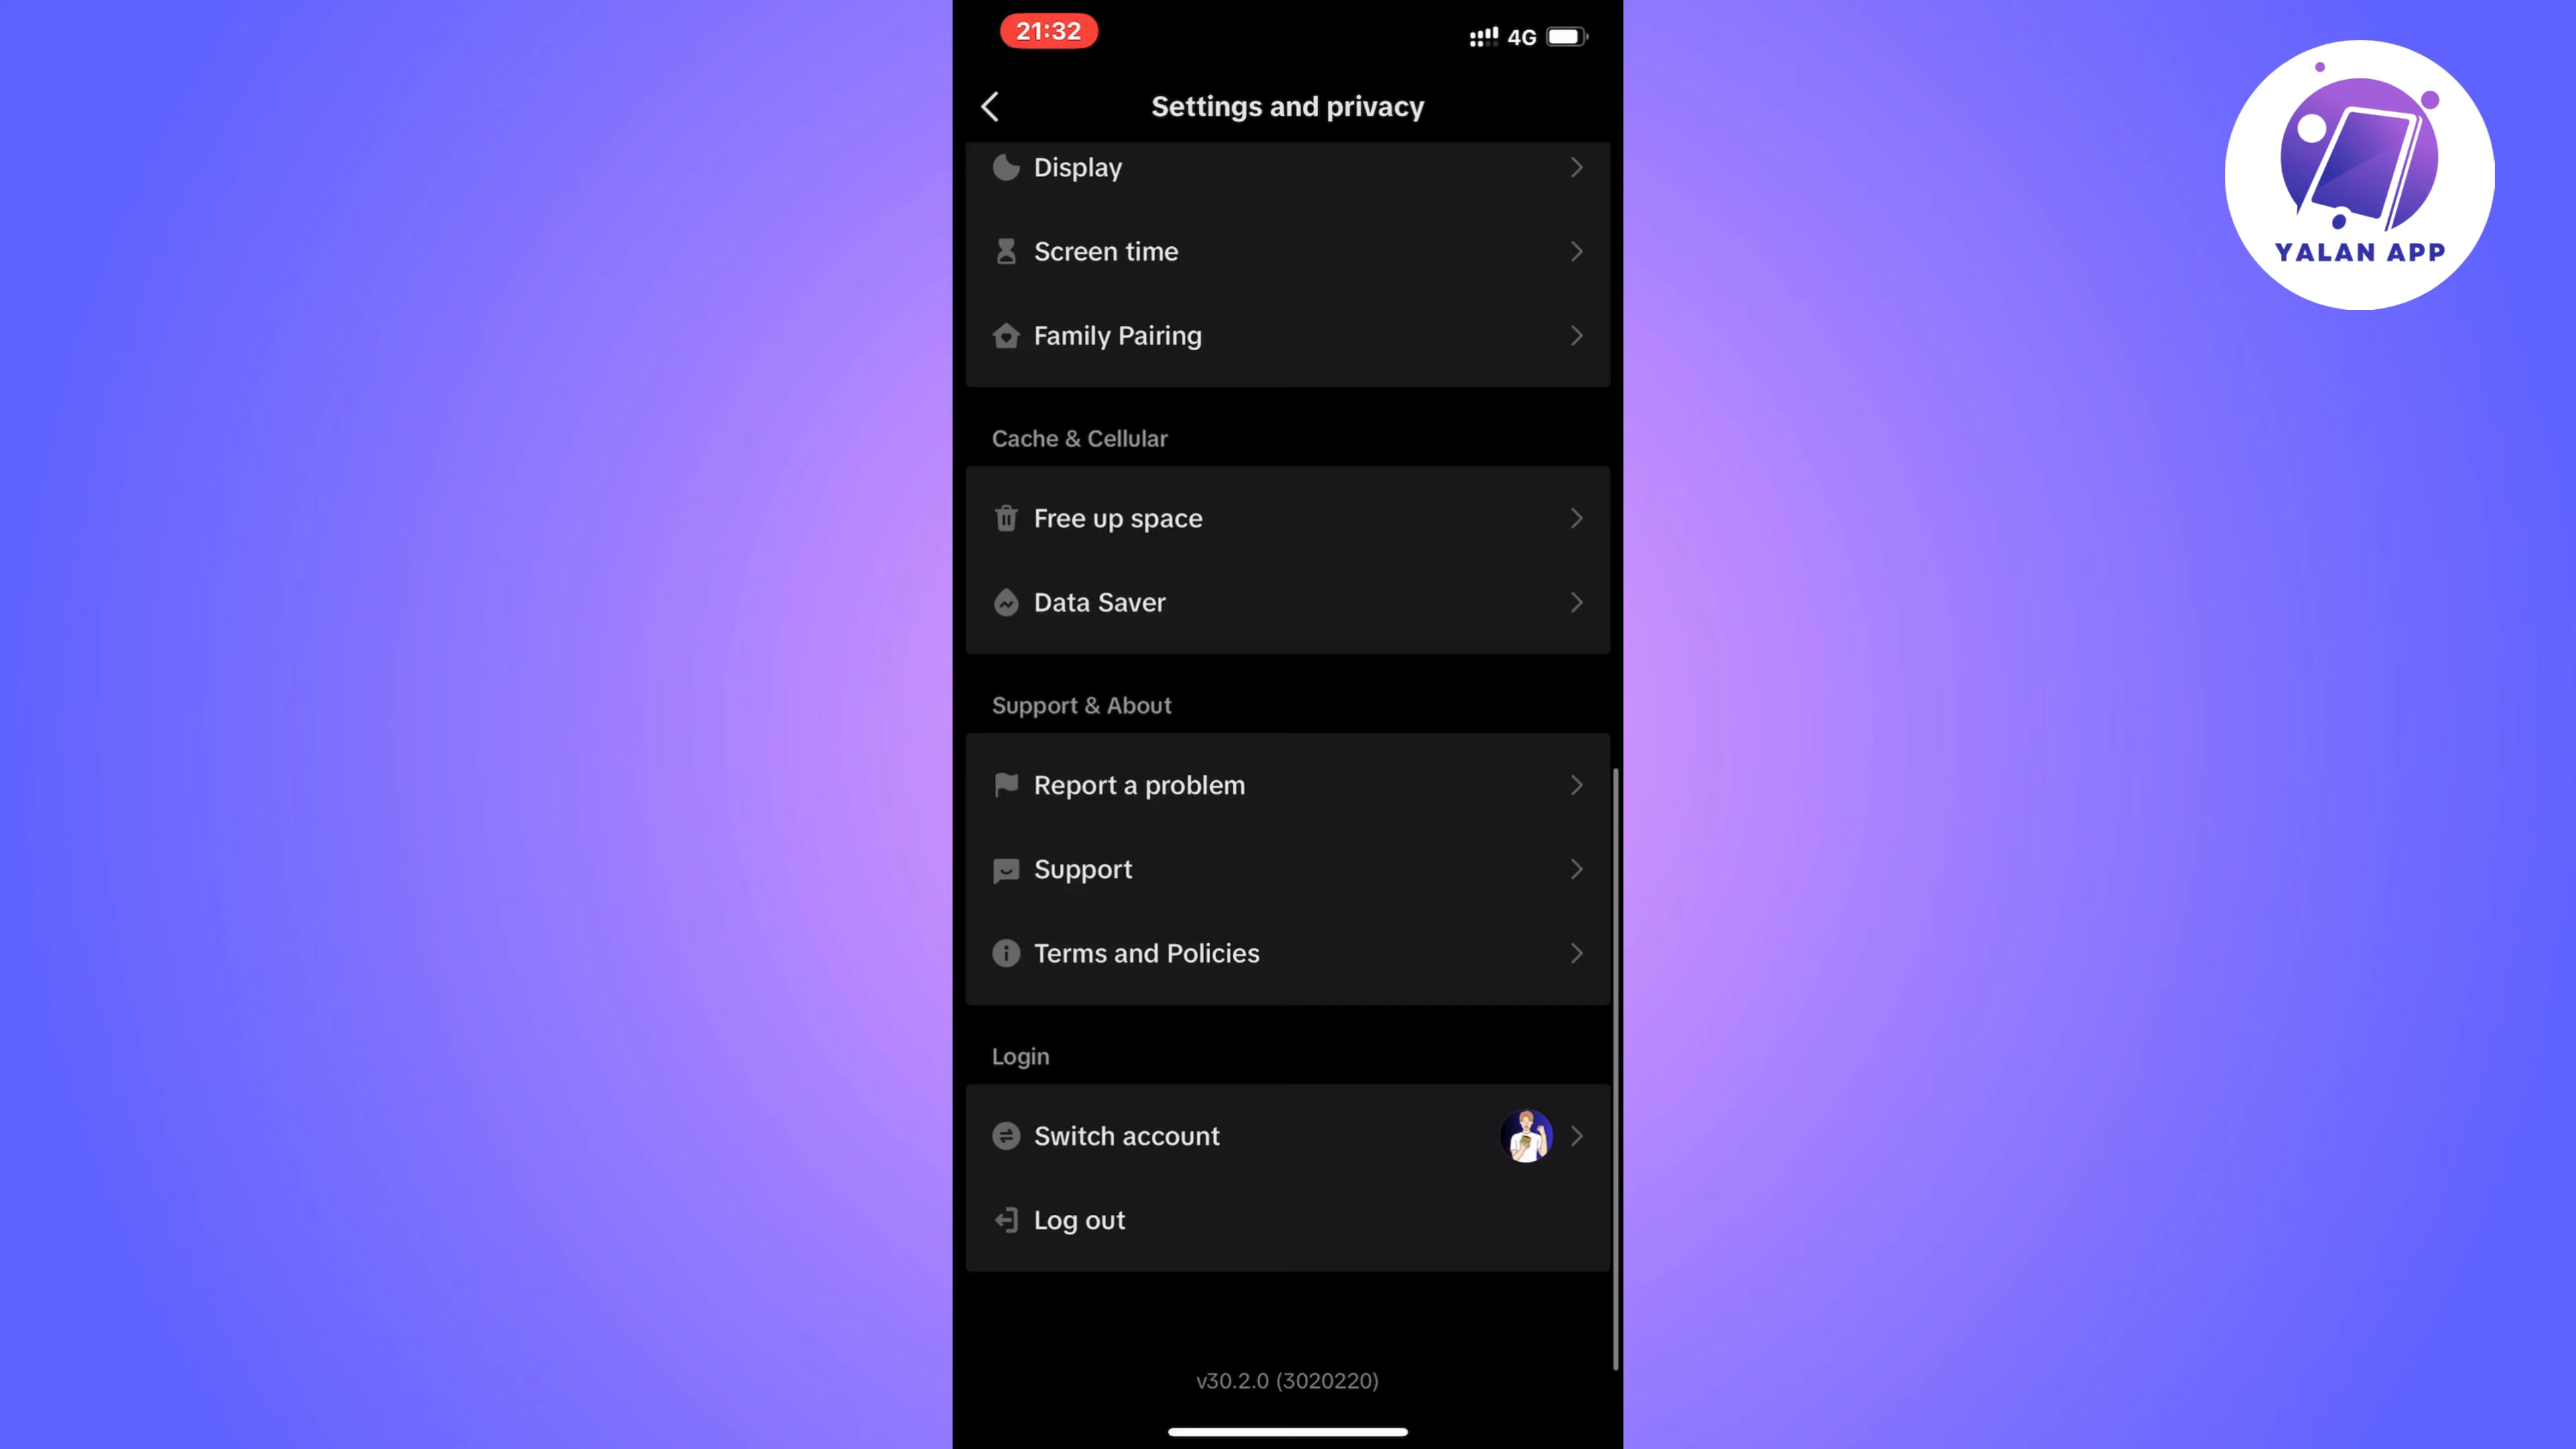 21:32
4G
Settings and privacy
YALAN APP
Display
Screen time
Family Pairing
Cache & Cellular
Free up space
Data Saver
Support & About
Report a problem
Support
Terms and Policies
Login
Switch account
Log out
v30.2.0 (3020220)